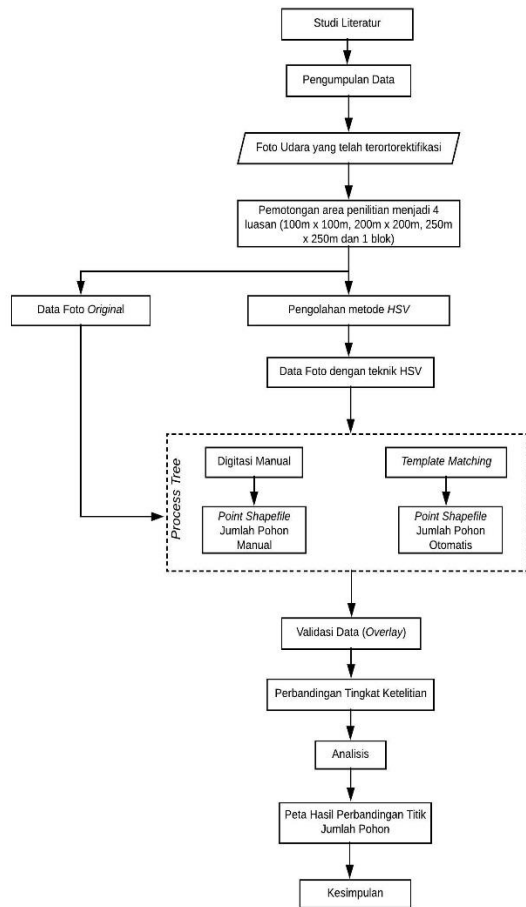 Studi Literatur
Pengumpulan Data
Foto Udara yang telah terortorektifikasi
Pemotongan area penilitian menjadi 4
luasan (100m x 100m, 200m x 200m, 250m
x 250m dan 1 blok)
Data Foto Original
Pengolahan metode HSV
Data Foto dengan teknik HSV
Process Tree
Digitasi Manual
Point Shapefile
Jumlah Pohon
Manual
Template Matching
Point Shapefile
Jumlah Pohon
Otomatis
Validasi Data (Overlay)
Perbandingan Tingkat Ketelitian
Analisis
Peta Hasil Perbandingan Titik
Jumlah Pohon
Kesimpulan